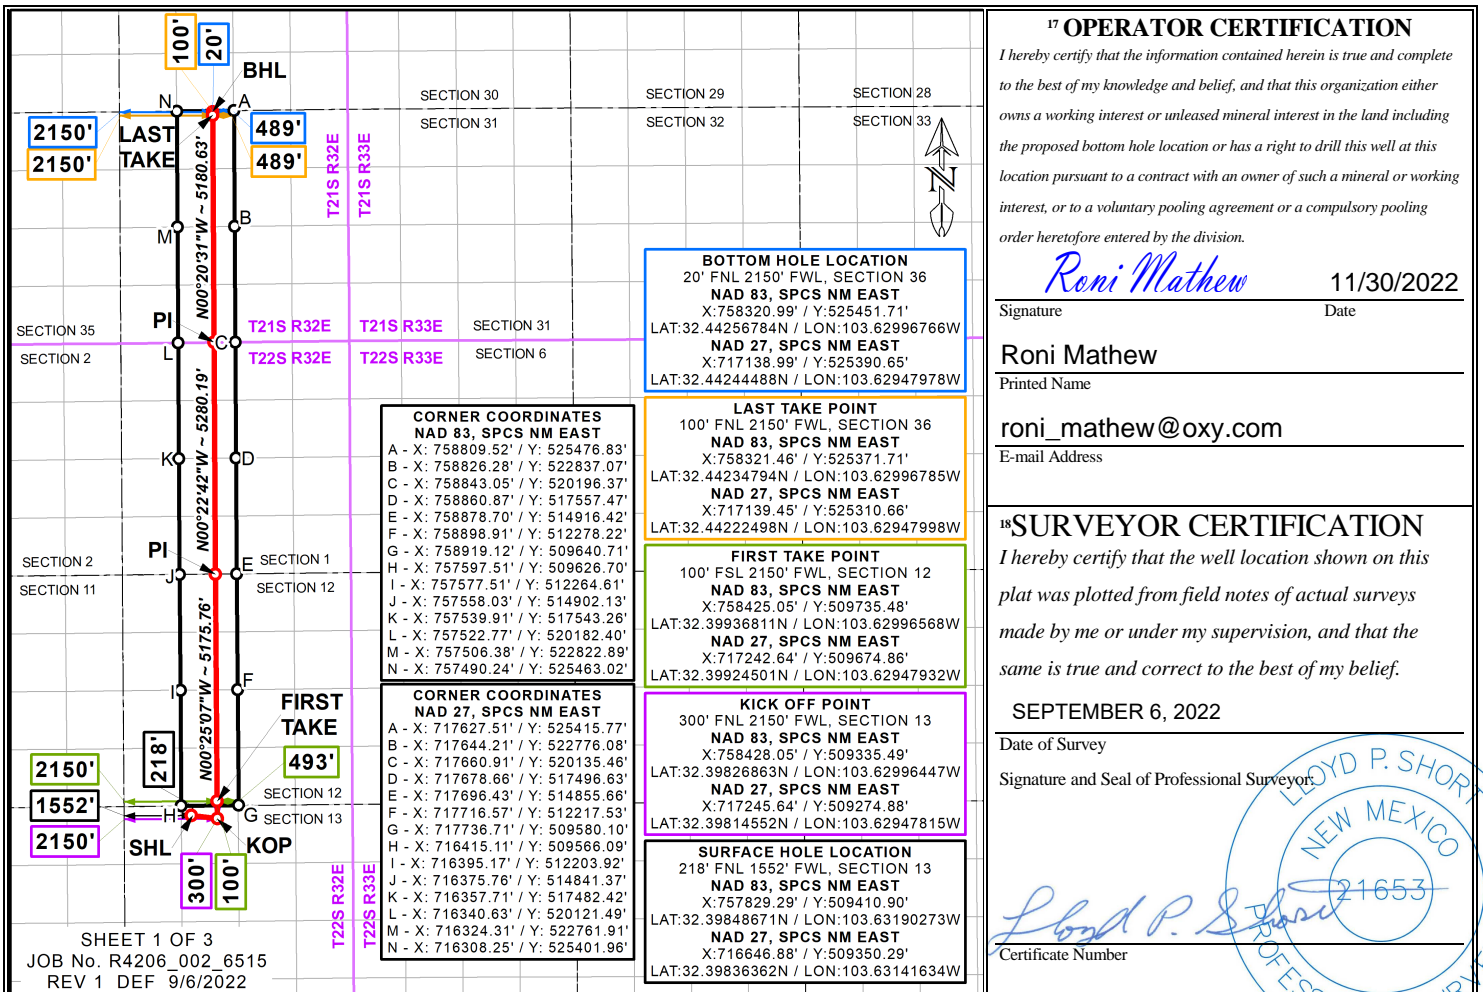 100'
20'
BHL
N
A
SECTION 30
SECTION 29
SECTION 28
SECTION 31
SECTION 32
SECTION 33
2150'
2150'
LAST
TAKE
489'
489'
N00°20'31"W ~ 5180.63'
T21S R32E
T21S R33E
N
M
B
PI
SECTION 35
SECTION 2
L
C
T21S R32E
T21S R33E
SECTION 31
T22S R32E
T22S R33E
SECTION 6
N00°22'42"W ~ 5280.19'
K
D
PI
SECTION 2
SECTION 11
J
E
SECTION 1
SECTION 12
N00°25'07"W ~ 5175.76'
I
F
FIRST
TAKE
218'
493'
2150'
1552'
2150'
SECTION 12
SECTION 13
H
G
SHL
KOP
300'
100'
T22S R32E
T22S R33E
SHEET 1 OF 3
JOB No. R4206_002_6515
REV 1 DEF 9/6/2022
CORNER COORDINATES
NAD 83, SPCS NM EAST
A - X: 758809.52' / Y: 525476.83'
B - X: 758826.28' / Y: 522837.07'
C - X: 758843.05' / Y: 520196.37'
D - X: 758860.87' / Y: 517557.47'
E - X: 758878.70' / Y: 514916.42'
F - X: 758898.91' / Y: 512278.22'
G - X: 758919.12' / Y: 509640.71'
H - X: 757597.51' / Y: 509626.70'
I - X: 757577.51' / Y: 512264.61'
J - X: 757558.03' / Y: 514902.13'
K - X: 757539.91' / Y: 517543.26'
L - X: 757522.77' / Y: 520182.40'
M - X: 757506.38' / Y: 522822.89'
N - X: 757490.24' / Y: 525463.02'
CORNER COORDINATES
NAD 27, SPCS NM EAST
A - X: 717627.51' / Y: 525415.77'
B - X: 717644.21' / Y: 522776.08'
C - X: 717660.91' / Y: 520135.46'
D - X: 717678.66' / Y: 517496.63'
E - X: 717696.43' / Y: 514855.66'
F - X: 717716.57' / Y: 512217.53'
G - X: 717736.71' / Y: 509580.10'
H - X: 716415.11' / Y: 509566.09'
I - X: 716395.17' / Y: 512203.92'
J - X: 716375.76' / Y: 514841.37'
K - X: 716357.71' / Y: 517482.42'
L - X: 716340.63' / Y: 520121.49'
M - X: 716324.31' / Y: 522761.91'
N - X: 716308.25' / Y: 525401.96'
BOTTOM HOLE LOCATION
20' FNL 2150' FWL, SECTION 36
NAD 83, SPCS NM EAST
X:758320.99' / Y:525451.71'
LAT:32.44256784N / LON:103.62996766W
NAD 27, SPCS NM EAST
X:717138.99' / Y:525390.65'
LAT:32.44244488N / LON:103.62947978W
LAST TAKE POINT
100' FNL 2150' FWL, SECTION 36
NAD 83, SPCS NM EAST
X:758321.46' / Y:525371.71'
LAT:32.44234794N / LON:103.62996785W
NAD 27, SPCS NM EAST
X:717139.45' / Y:525310.66'
LAT:32.44222498N / LON:103.62947998W
FIRST TAKE POINT
100' FSL 2150' FWL, SECTION 12
NAD 83, SPCS NM EAST
X:758425.05' / Y:509735.48'
LAT:32.39936811N / LON:103.62996568W
NAD 27, SPCS NM EAST
X:717242.64' / Y:509674.86'
LAT:32.39924501N / LON:103.62947932W
KICK OFF POINT
300' FNL 2150' FWL, SECTION 13
NAD 83, SPCS NM EAST
X:758428.05' / Y:509335.49'
LAT:32.39826863N / LON:103.62996447W
NAD 27, SPCS NM EAST
X:717245.64' / Y:509274.88'
LAT:32.39814552N / LON:103.62947815W
SURFACE HOLE LOCATION
218' FNL 1552' FWL, SECTION 13
NAD 83, SPCS NM EAST
X:757829.29' / Y:509410.90'
LAT:32.39848671N / LON:103.63190273W
NAD 27, SPCS NM EAST
X:716646.88' / Y:509350.29'
LAT:32.39836362N / LON:103.63141634W
17 OPERATOR CERTIFICATION
I hereby certify that the information contained herein is true and complete
to the best of my knowledge and belief, and that this organization either
owns a working interest or unleased mineral interest in the land including
the proposed bottom hole location or has a right to drill this well at this
location pursuant to a contract with an owner of such a mineral or working
interest, or to a voluntary pooling agreement or a compulsory pooling
order heretofore entered by the division.
Roni Mathew 11/30/2022
Signature Date
Roni Mathew
Printed Name
roni_mathew@oxy.com
E-mail Address
18 SURVEYOR CERTIFICATION
I hereby certify that the well location shown on this
plat was plotted from field notes of actual surveys
made by me or under my supervision, and that the
same is true and correct to the best of my belief.
SEPTEMBER 6, 2022
Date of Survey
Signature and Seal of Professional Surveyor:
LLOYD P. SHORT
NEW MEXICO
21653
Lloyd P. Short
Certificate Number